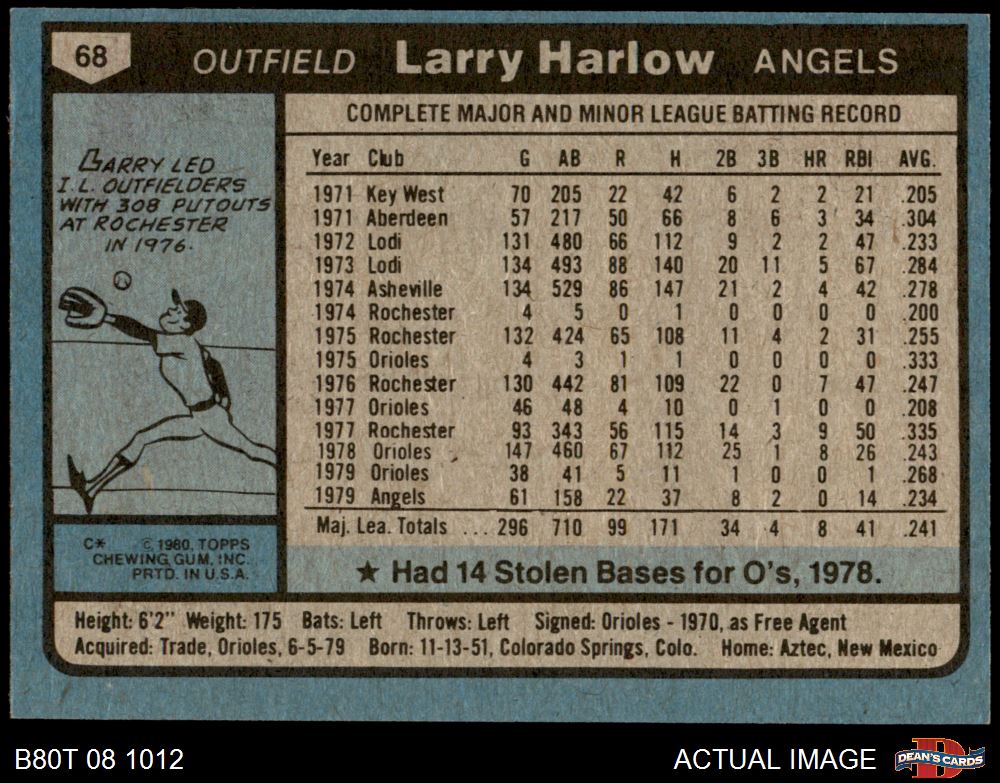 68 OUTFIELD Larry Harlow ANGELS
LARRY LED
I.L. OUTFIELDERS
WITH 308 PUTOUTS
AT ROCHESTER
IN 1976.
COMPLETE MAJOR AND MINOR LEAGUE BATTING RECORD
Year Club G AB R H 2B 3B HR RBI AVG.
1971 Key West 70 205 22 42 6 2 2 21 .205
1971 Aberdeen 57 217 50 66 8 6 3 34 .304
1972 Lodi 131 480 66 112 9 2 2 47 .233
1973 Lodi 134 493 88 140 20 11 5 67 .284
1974 Asheville 134 529 86 147 21 2 4 42 .278
1974 Rochester 4 5 0 1 0 0 0 0 .200
1975 Rochester 132 424 65 108 11 4 2 31 .255
1975 Orioles 4 3 1 1 0 0 0 0 .333
1976 Rochester 130 442 81 109 22 0 7 47 .247
1977 Orioles 46 48 4 10 0 1 0 0 .208
1977 Rochester 93 343 56 115 14 3 9 50 .335
1978 Orioles 147 460 67 112 25 1 8 26 .243
1979 Orioles 38 41 5 11 1 0 0 1 .268
1979 Angels 61 158 22 37 8 2 0 14 .234
Maj. Lea. Totals ... 296 710 99 171 34 4 8 41 .241
★ Had 14 Stolen Bases for O's, 1978.
C* © 1980, TOPPS
CHEWING GUM, INC.
PRTD. IN U.S.A.
Height: 6'2" Weight: 175 Bats: Left Throws: Left Signed: Orioles - 1970, as Free Agent
Acquired: Trade, Orioles, 6-5-79 Born: 11-13-51, Colorado Springs, Colo. Home: Aztec, New Mexico
B80T 08 1012 ACTUAL IMAGE D DEAN'S CARDS